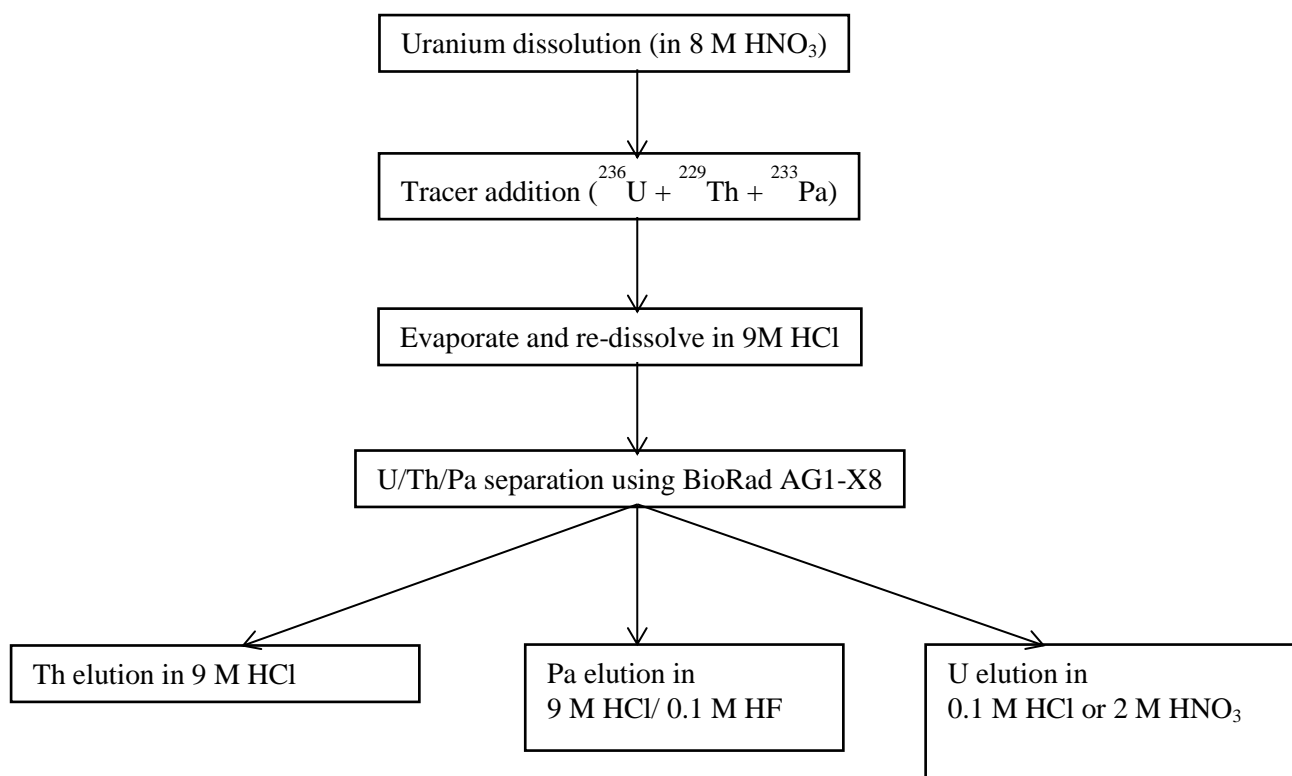 Uranium dissolution (in 8 M HNO₃)
Tracer addition (²³⁶U + ²²⁹Th + ²³³Pa)
Evaporate and re-dissolve in 9M HCl
U/Th/Pa separation using BioRad AG1-X8
Th elution in 9 M HCl
Pa elution in
9 M HCl/ 0.1 M HF
U elution in
0.1 M HCl or 2 M HNO₃